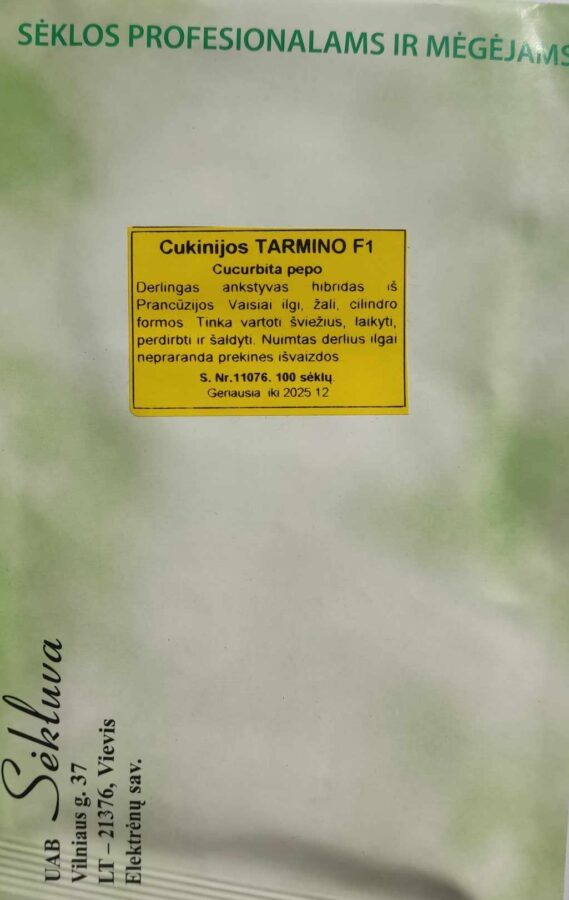 SĖKLOS PROFESIONALAMS IR MĖGĖJAMS
Cukinijos TARMINO F1
Cucurbita pepo
Derlingas ankstyvas hibridas iš
Prancūzijos Vaisiai ilgi, žali, cilindro
formos Tinka vartoti šviežius, laikyti,
perdirbti ir šaldyti. Nuimtas derlius ilgai
nepraranda prekinės išvaizdos
S. Nr.11076. 100 sėklų.
Geriausia iki 2025 12
UAB Sėkluva
Vilniaus g. 37
LT – 21376, Vievis
Elektrėnų sav.